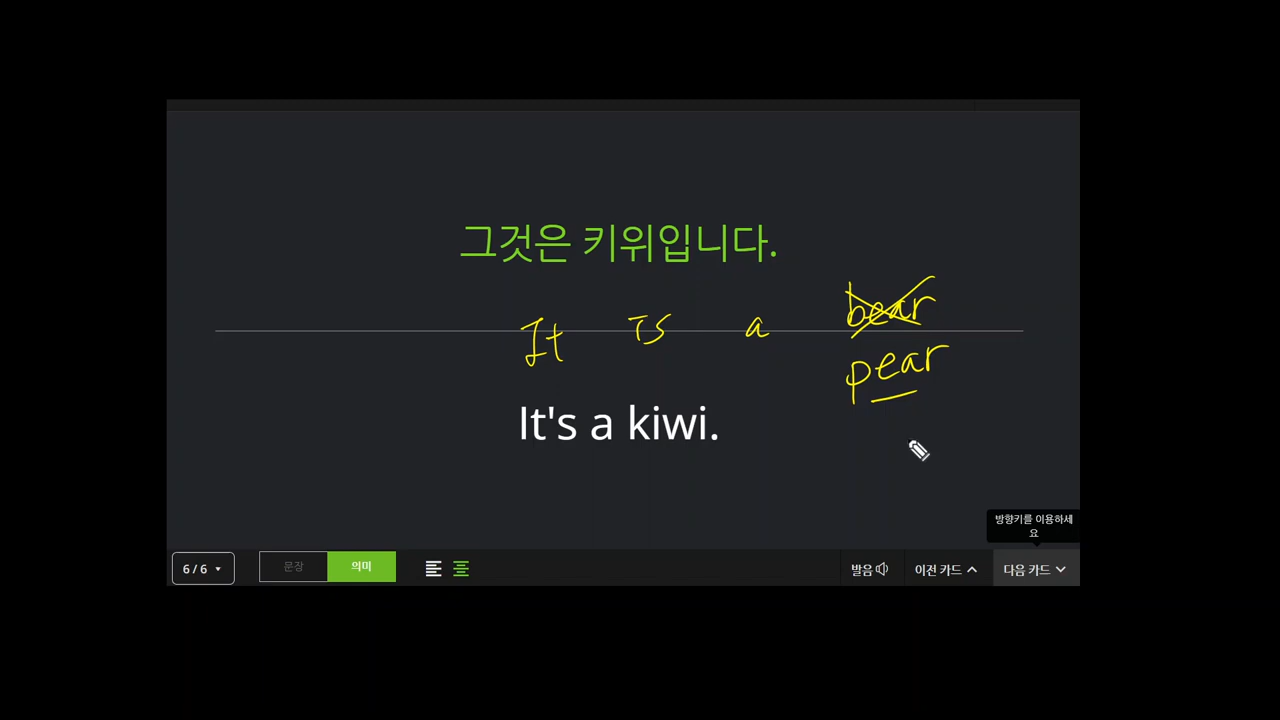 그것은 키위입니다.
It is a bear
pear
It's a kiwi.
방향키를 이용하세
요
6 / 6 문장 의미 발음 이전 카드 다음 카드